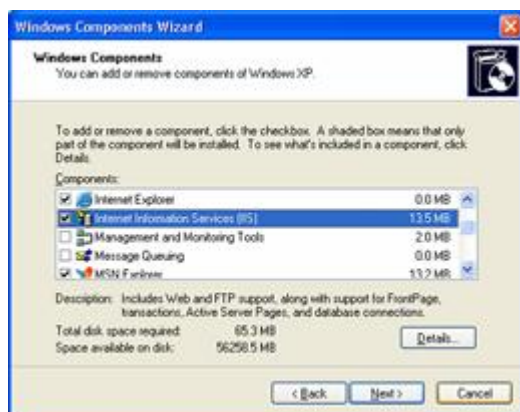 Windows Components Wizard
Windows Components
You can add or remove components of Windows XP.
To add or remove a component, click the checkbox. A shaded box means that only
part of the component will be installed. To see what's included in a component, click
Details.
Components:
Internet Explorer 0.0 MB
Internet Information Services (IIS) 13.5 MB
Management and Monitoring Tools 2.0 MB
Message Queuing 0.0 MB
MSN Explorer 13.2 MB
Description: Includes Web and FTP support, along with support for FrontPage,
transactions, Active Server Pages, and database connections.
Total disk space required: 65.3 MB
Space available on disk: 56258.5 MB
Details...
< Back
Next >
Cancel